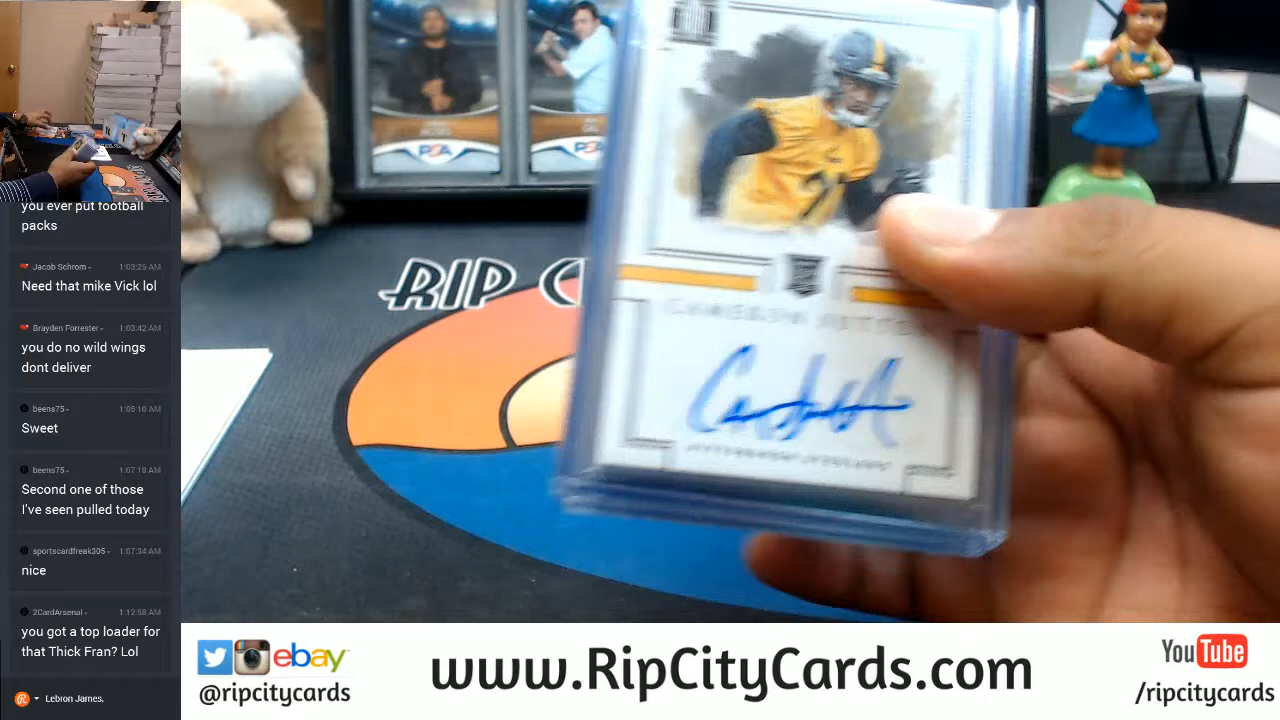 you ever put football
packs
Jacob Schrom 1:03:25 AM
Need that mike Vick lol
Brayden Forrester 1:03:42 AM
you do no wild wings
dont deliver
beens75 1:05:10 AM
Sweet
beens75 1:07:18 AM
Second one of those
I've seen pulled today
sportscardfreak305 1:07:34 AM
nice
2CardArsenal 1:12:58 AM
you got a top loader for
that Thick Fran? Lol
Lebron James.
PSA
PSA
RIP C
ebay
@ripcitycards
www.RipCityCards.com
YouTube
/ripcitycards